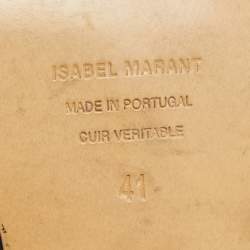 ISABEL MARANT
MADE IN PORTUGAL
CUIR VERITABLE
41